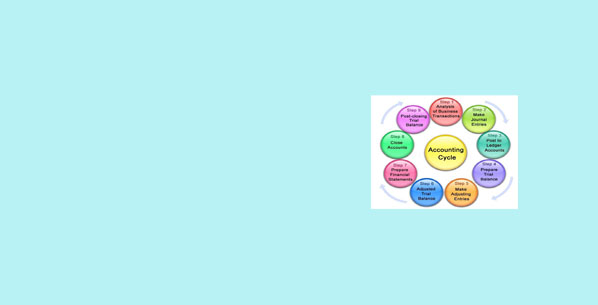 Step 1
Analysis
of Business
Transactions
Step 2
Make
Journal
Entries
Step 3
Post to
Ledger
Accounts
Step 4
Prepare
Trial
Balance
Step 5
Make
Adjusting
Entries
Step 6
Adjusted
Trial
Balance
Step 7
Prepare
Financial
Statements
Step 8
Close
Accounts
Step 9
Post-closing
Trial
Balance
Accounting
Cycle